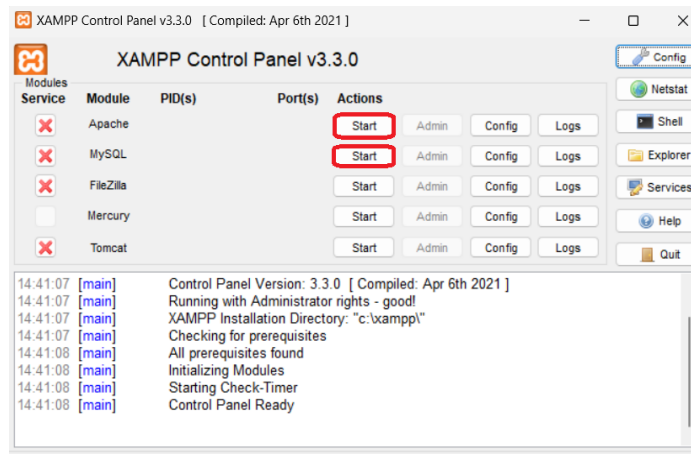 XAMPP Control Panel v3.3.0 [ Compiled: Apr 6th 2021 ]
XAMPP Control Panel v3.3.0
Config
Modules
Service Module PID(s) Port(s) Actions
Netstat
Apache Start Admin Config Logs
Shell
MySQL Start Admin Config Logs
Explorer
FileZilla Start Admin Config Logs
Services
Mercury Start Admin Config Logs
Help
Tomcat Start Admin Config Logs
Quit
14:41:07 [main] Control Panel Version: 3.3.0 [ Compiled: Apr 6th 2021 ]
14:41:07 [main] Running with Administrator rights - good!
14:41:07 [main] XAMPP Installation Directory: "c:\xampp\"
14:41:07 [main] Checking for prerequisites
14:41:08 [main] All prerequisites found
14:41:08 [main] Initializing Modules
14:41:08 [main] Starting Check-Timer
14:41:08 [main] Control Panel Ready